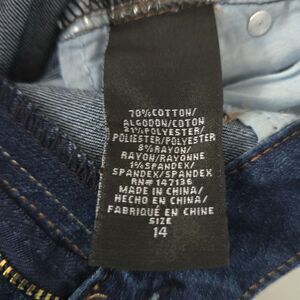 70%COTTON/
ALGODON/COTON
21%POLYESTER/
POLIESTER/POLYESTER
8%RAYON/
RAYON/RAYONNE
1%SPANDEX/
SPANDEX/SPANDEX
RN# 147136
MADE IN CHINA/
HECHO EN CHINA/
FABRIQUÉ EN CHINE
SIZE
14